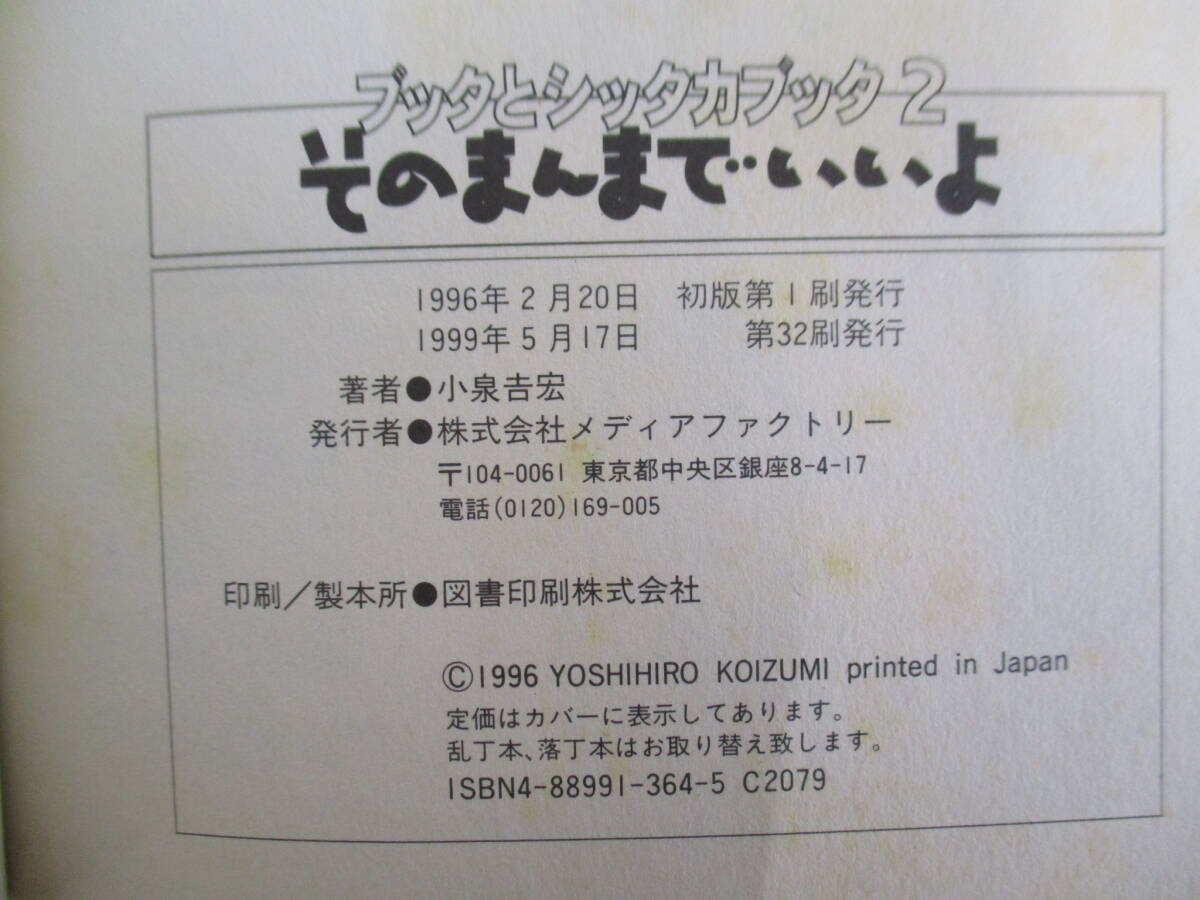 ブッタとシッタカブッタ2
そのまんまでいいよ
1996年2月20日 初版第1刷発行
1999年5月17日 第32刷発行
著者●小泉𠮷宏
発行者●株式会社メディアファクトリー
〒104-0061 東京都中央区銀座8-4-17
電話(0120)169-005
印刷/製本所●図書印刷株式会社
©1996 YOSHIHIRO KOIZUMI printed in Japan
定価はカバーに表示してあります。
乱丁本、落丁本はお取り替え致します。
ISBN4-88991-364-5 C2079